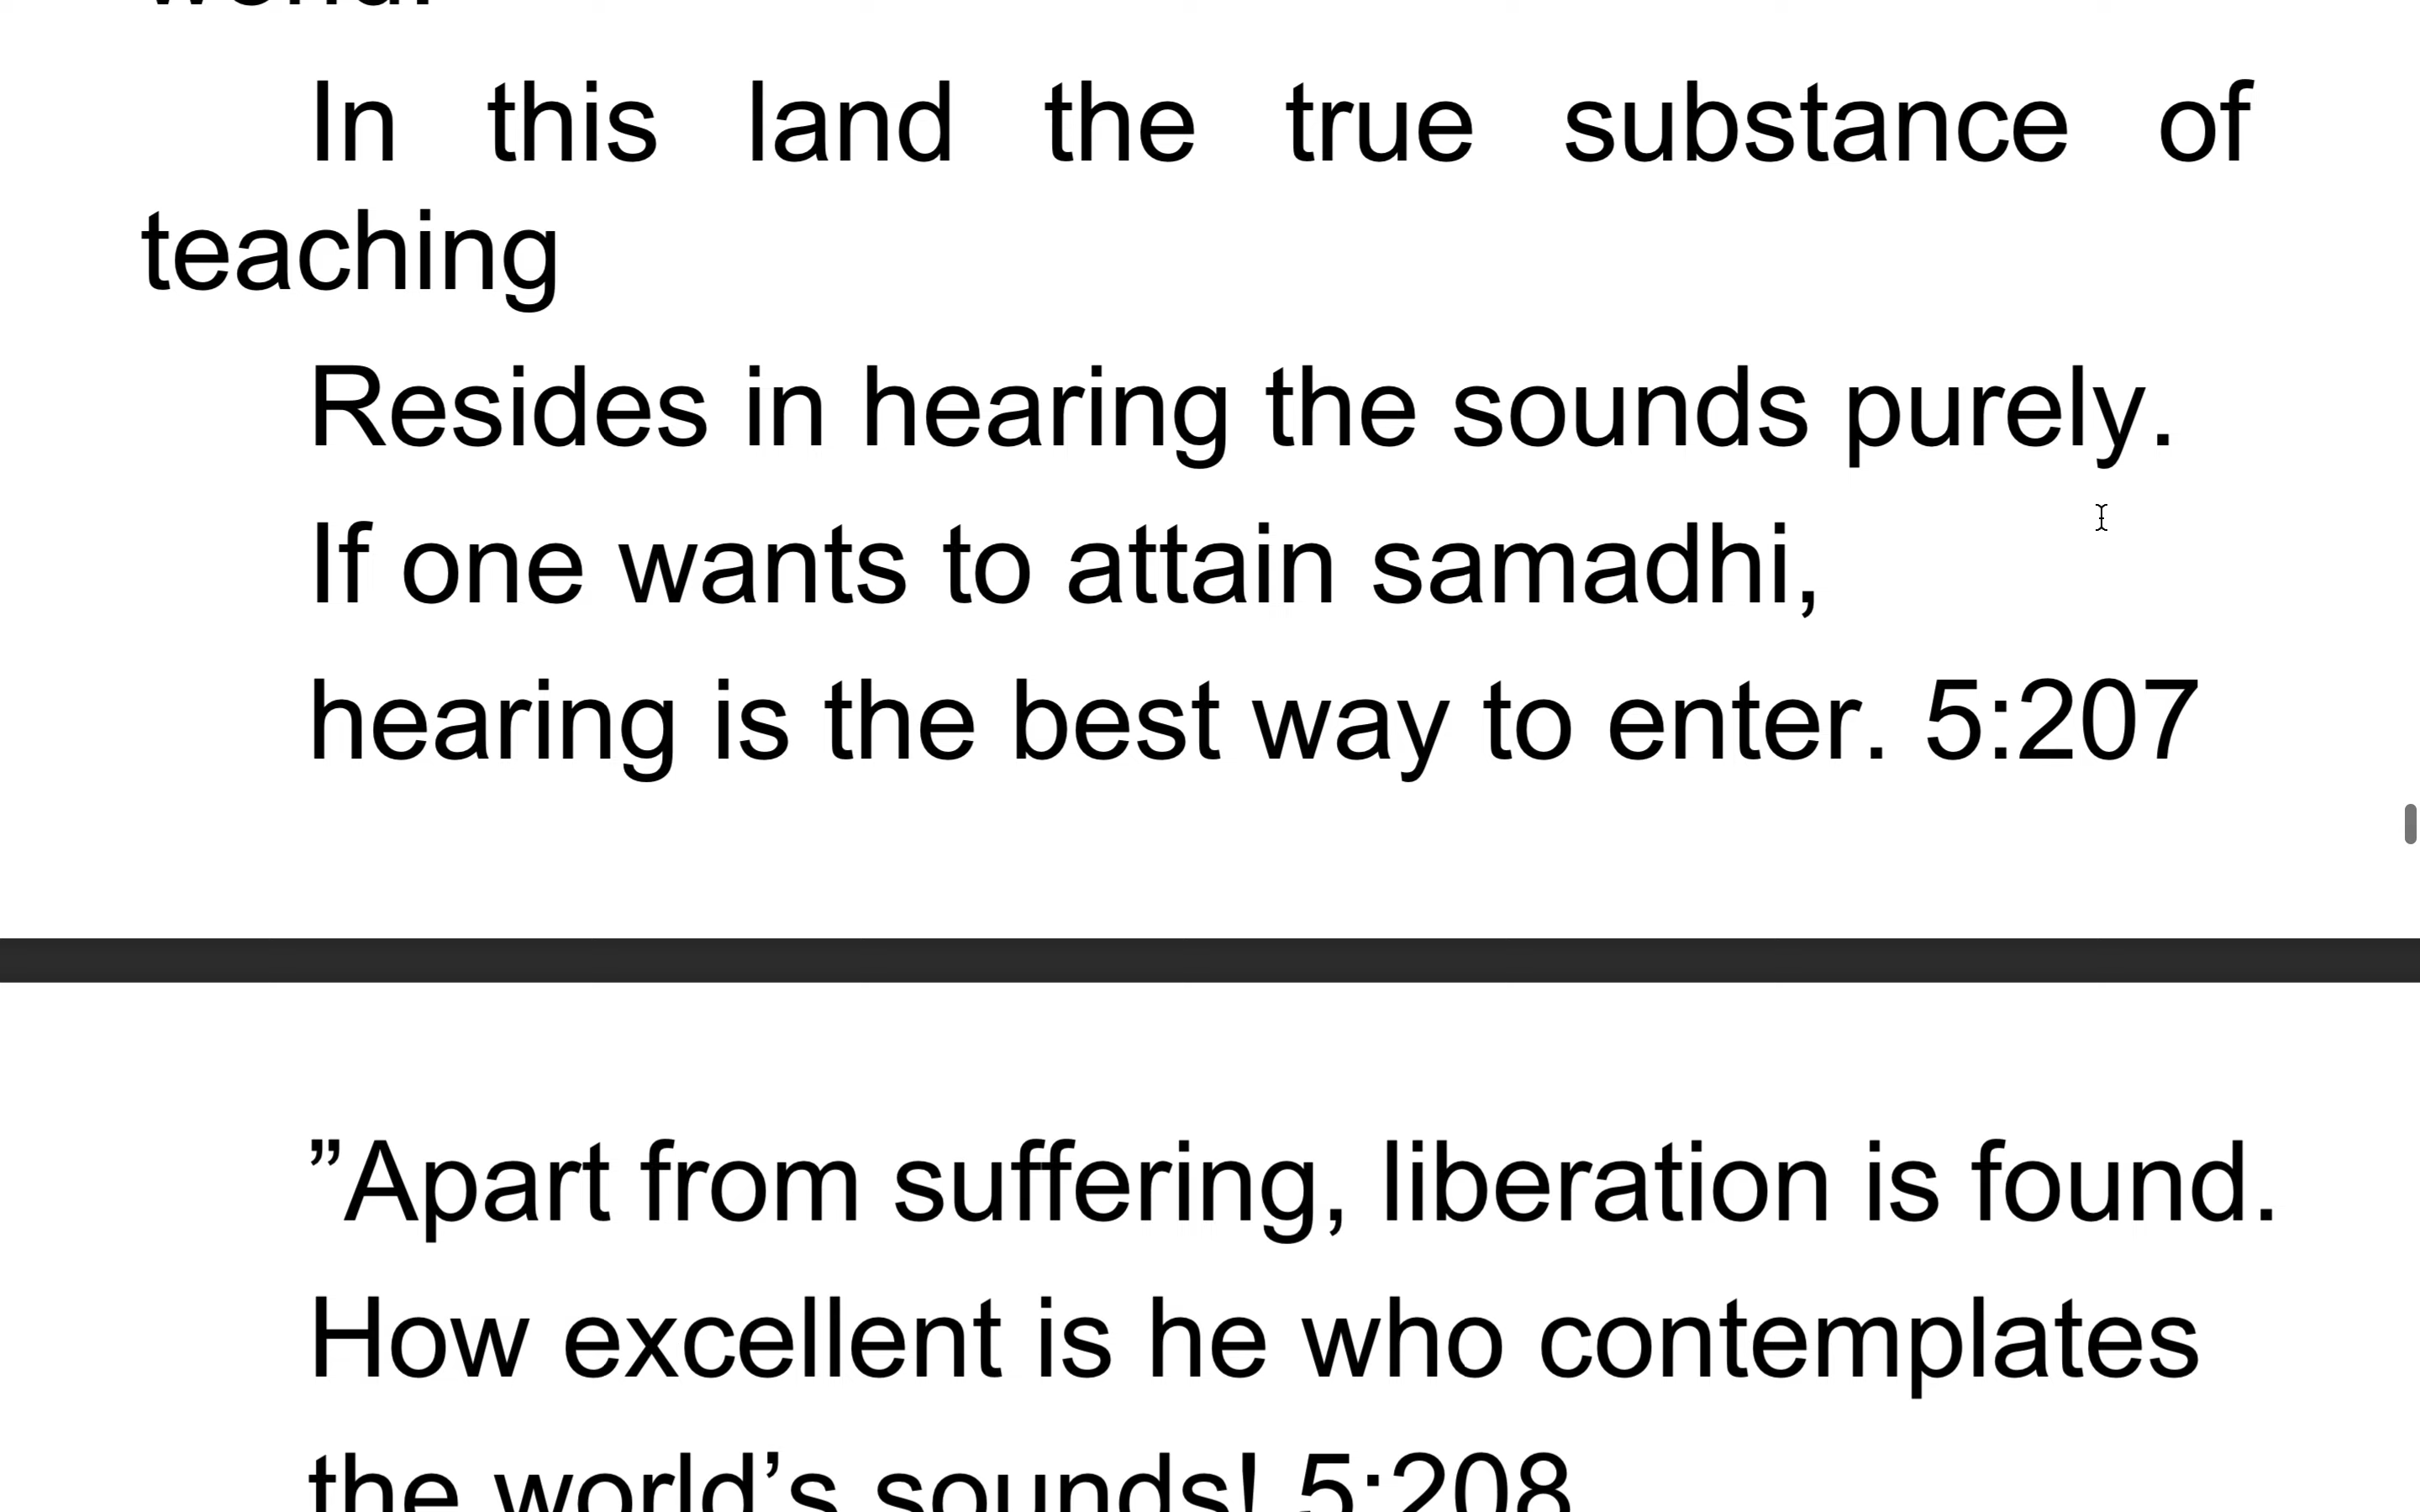 In this land the true substance of
teaching
Resides in hearing the sounds purely.
If one wants to attain samadhi,
hearing is the best way to enter. 5:207
”Apart from suffering, liberation is found.
How excellent is he who contemplates
the world’s sounds! 5:208